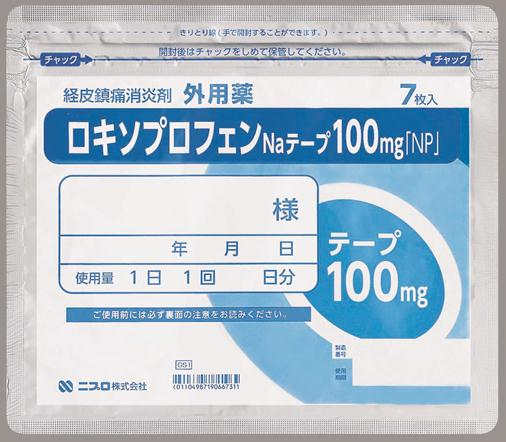 きりとり線(手で開封することができます。)
開封後はチャックをしめて保管してください。
チャック チャック
経皮鎮痛消炎剤 外用薬 7枚入
ロキソプロフェンNaテープ100mg「NP」
様
年 月 日
使用量 1日 1回 日分
テープ
100mg
ご使用前には必ず裏面の注意をお読みください。
製造
番号
使用
期限
GS1
(01)04987190667311
ニプロ株式会社